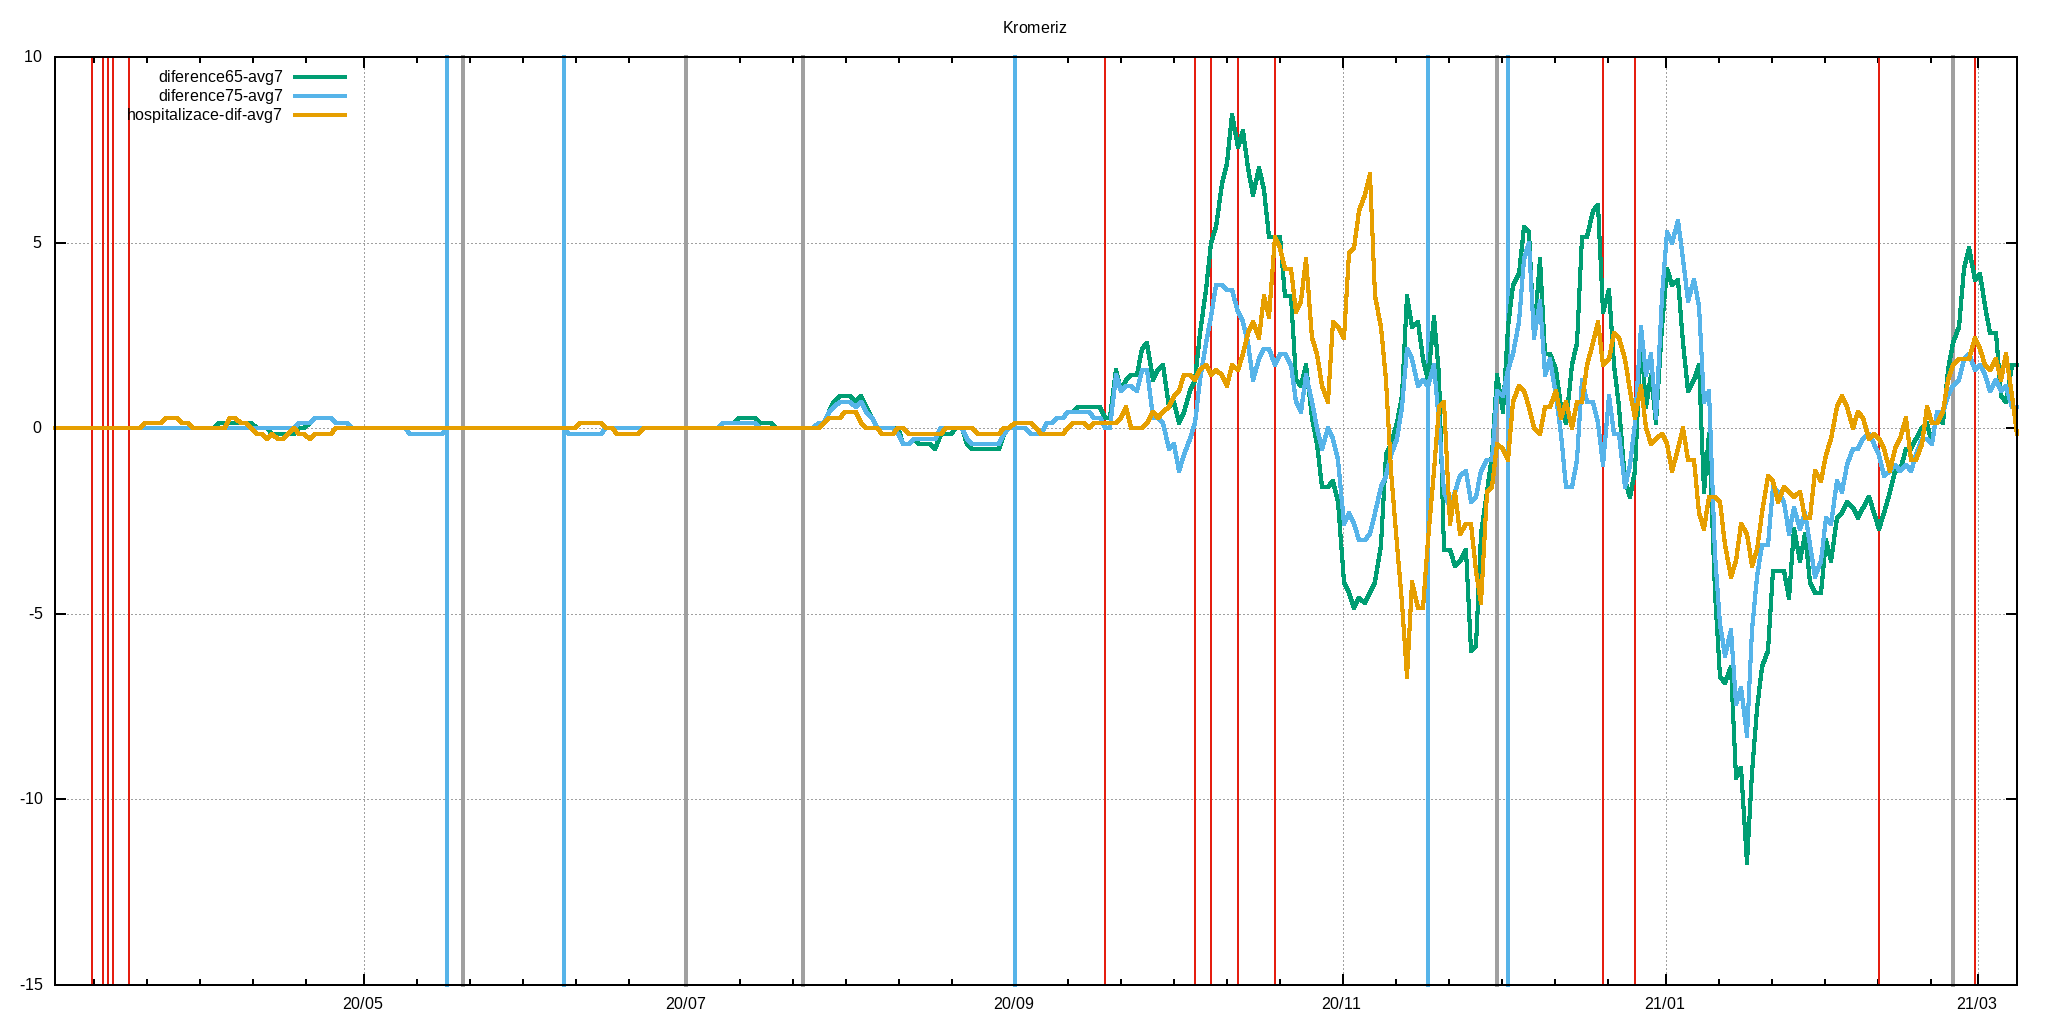 Kromeriz
10
diference65-avg7
diference75-avg7
hospitalizace-dif-avg7
5
0
-5
-10
-15
20/05 20/07 20/09 20/11 21/01 21/03